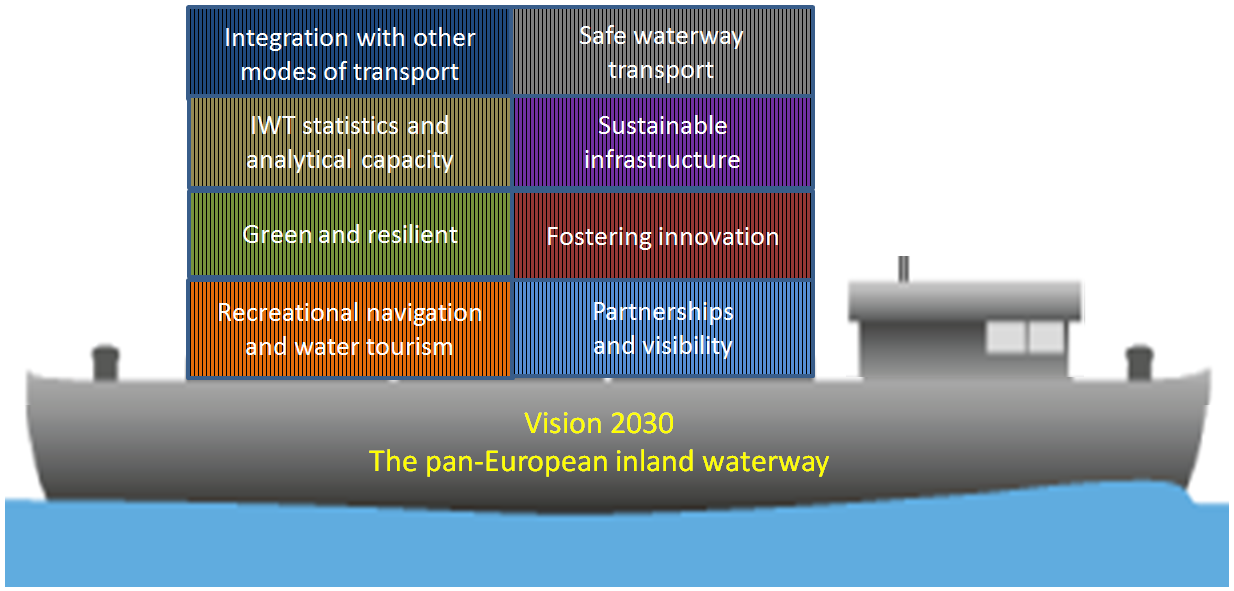 Integration with other
modes of transport
Safe waterway
transport
IWT statistics and
analytical capacity
Sustainable
infrastructure
Green and resilient
Fostering innovation
Recreational navigation
and water tourism
Partnerships
and visibility
Vision 2030
The pan-European inland waterway